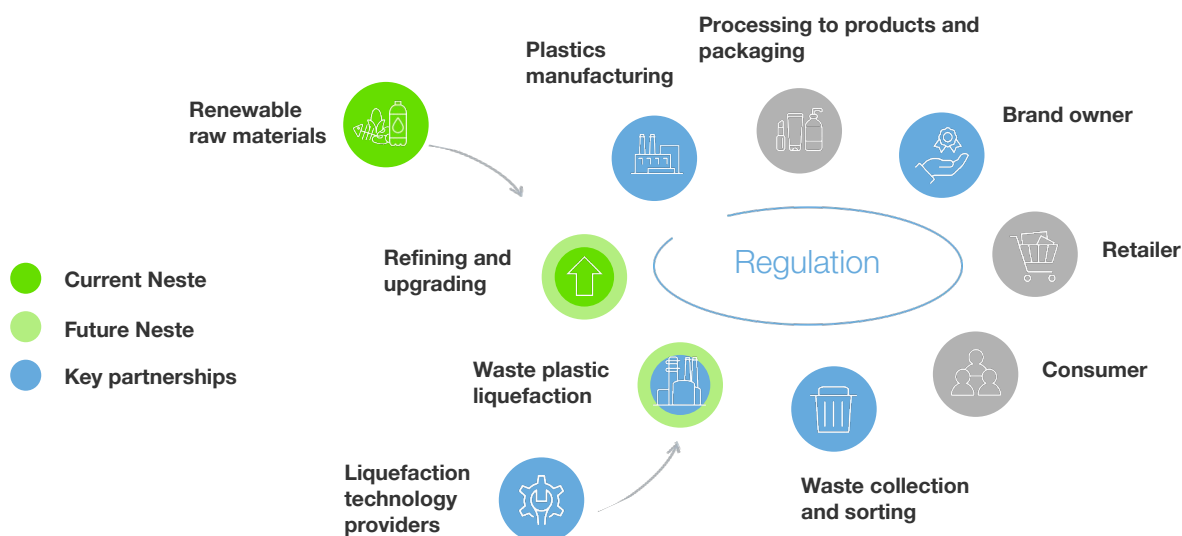 Processing to products and
packaging
Plastics
manufacturing
Renewable
raw materials
Brand owner
Refining and
upgrading
Regulation
Retailer
Current Neste
Future Neste
Key partnerships
Waste plastic
liquefaction
Consumer
Liquefaction
technology
providers
Waste collection
and sorting